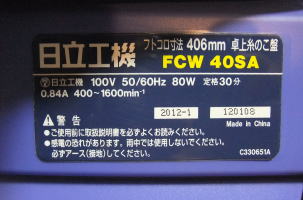 日立工機 フトコロ寸法 406mm 卓上糸のこ盤
FCW 40SA
日立工機 100V 50/60Hz 80W 定格30分
0.84A 400~1600min⁻¹
警告 2012-1 120108
Made in China
●ご使用前に取扱説明書を必ずよくお読みください。
●感電の恐れがあります。雨中では使用しないでください。
必ずアース(接地)してください。
C330651A